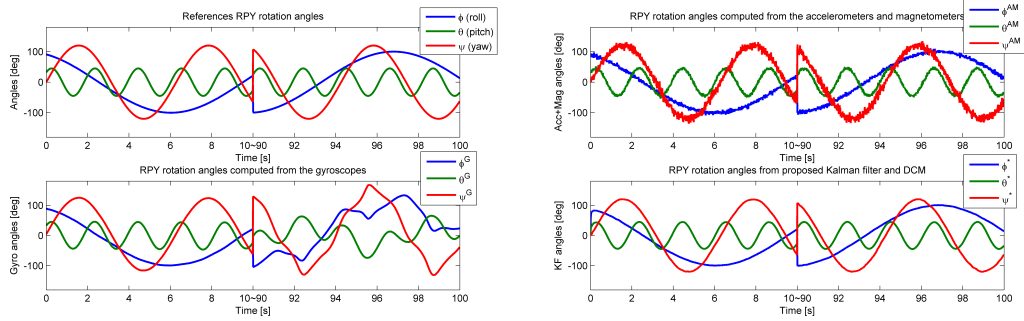 References RPY rotation angles
ϕ (roll)
θ (pitch)
ψ (yaw)
Angles [deg]
100
0
-100
0 2 4 6 8 10~90 92 94 96 98 100
Time [s]
RPY rotation angles computed from the accelerometers and magnetometers
ϕAM
θAM
ψAM
Acc+Mag angles [deg]
100
0
-100
0 2 4 6 8 10~90 92 94 96 98 100
Time [s]
RPY rotation angles computed from the gyroscopes
ϕG
θG
ψG
Gyro angles [deg]
100
0
-100
0 2 4 6 8 10~90 92 94 96 98 100
Time [s]
RPY rotation angles from proposed Kalman filter and DCM
ϕ*
θ*
ψ*
KF angles [deg]
100
0
-100
0 2 4 6 8 10~90 92 94 96 98 100
Time [s]